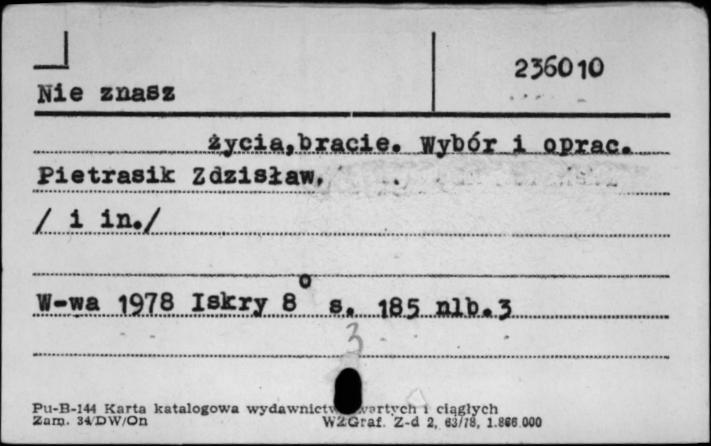 236010
Nie znasz
życia,bracie. Wybór i oprac.
Pietrasik Zdzisław.
/ i in./
W-wa 1978 Iskry 8° s. 185 nlb.3
3
Pu-B-144 Karta katalogowa wydawnictw zwartych i ciągłych
Zam. 34/DW/On WZGraf. Z-d 2, 63/78, 1.866.000